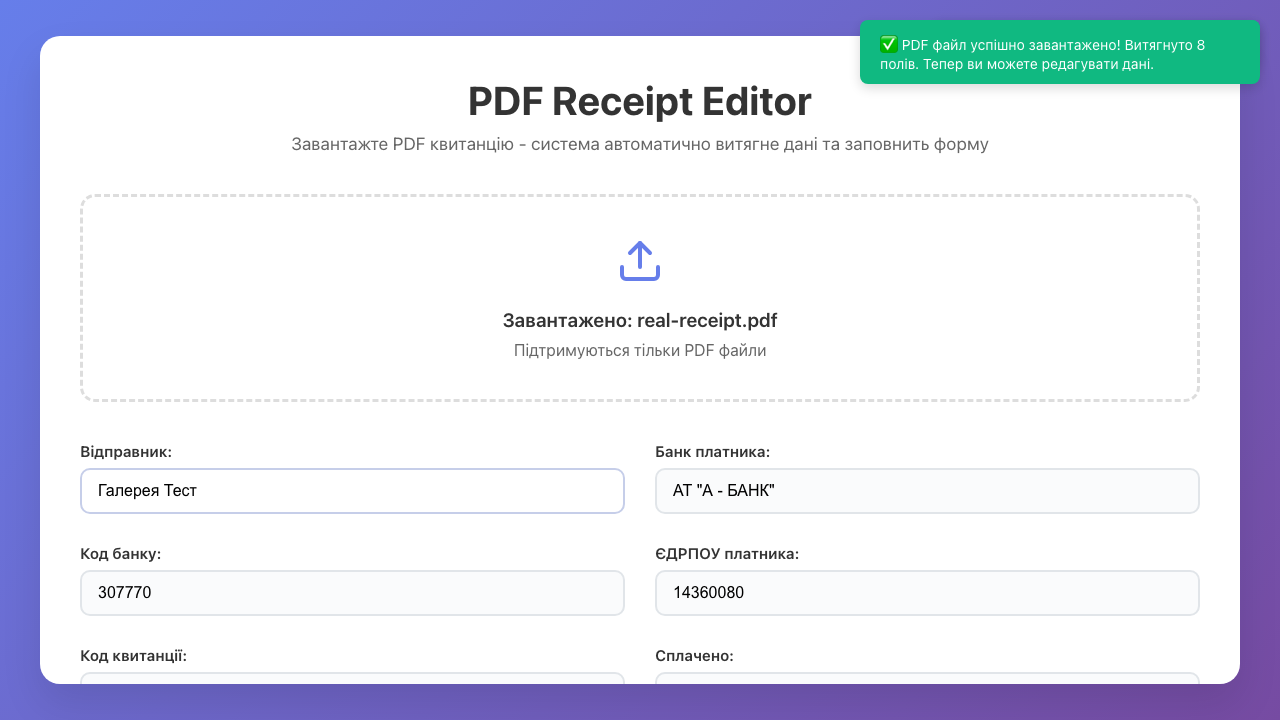 ✅ PDF файл успішно завантажено! Витягнуто 8
полів. Тепер ви можете редагувати дані.
PDF Receipt Editor
Завантажте PDF квитанцію - система автоматично витягне дані та заповнить форму
Завантажено: real-receipt.pdf
Підтримуються тільки PDF файли
Відправник:
Галерея Тест
Банк платника:
АТ "А - БАНК"
Код банку:
307770
ЄДРПОУ платника:
14360080
Код квитанції:
Сплачено: